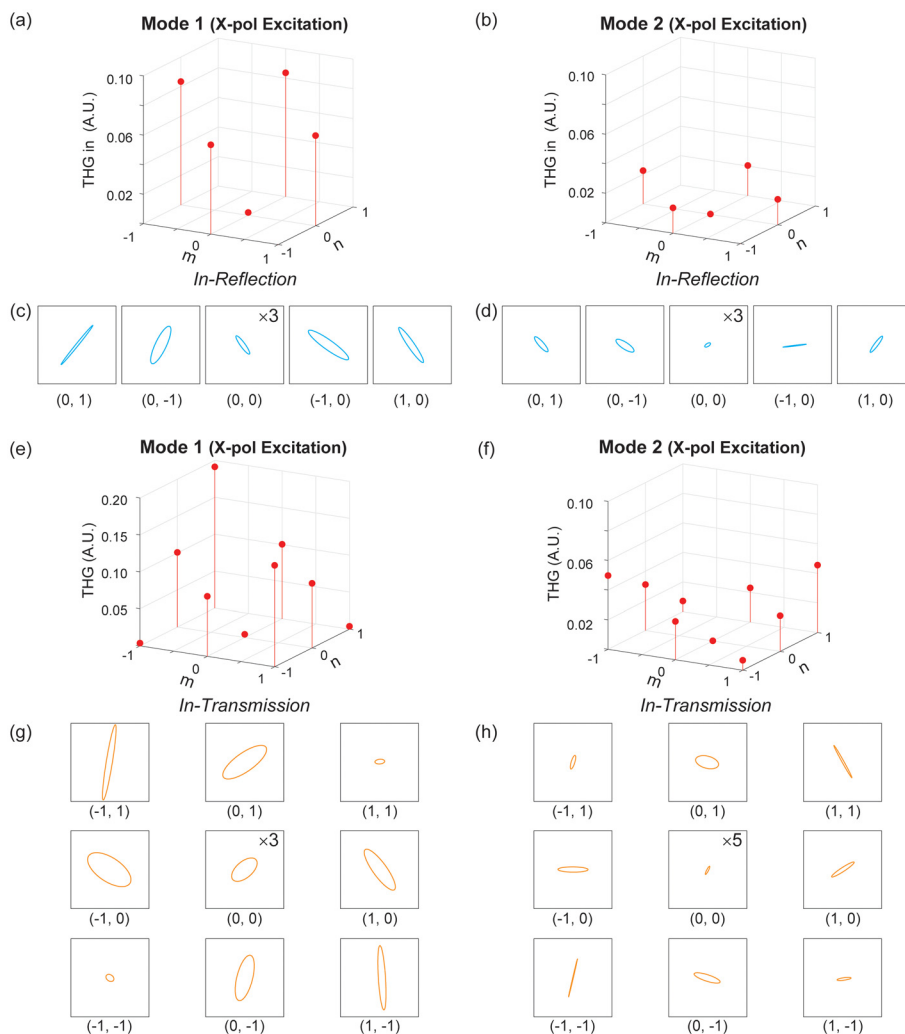 (a)
Mode 1 (X-pol Excitation)
THG in (A.U.)
0.10
0.06
0.02
-1
0
1
m
-1
0
1
n
In-Reflection
(b)
Mode 2 (X-pol Excitation)
THG in (A.U.)
0.10
0.06
0.02
-1
0
1
m
-1
0
1
n
In-Reflection
(c)
×3
(0, 1)
(0, -1)
(0, 0)
(-1, 0)
(1, 0)
(d)
×3
(0, 1)
(0, -1)
(0, 0)
(-1, 0)
(1, 0)
(e)
Mode 1 (X-pol Excitation)
THG (A.U.)
0.20
0.15
0.10
0.05
-1
0
1
m
-1
0
1
n
In-Transmission
(f)
Mode 2 (X-pol Excitation)
THG (A.U.)
0.10
0.06
0.02
-1
0
1
m
-1
0
1
n
In-Transmission
(g)
(-1, 1)
(0, 1)
(1, 1)
×3
(-1, 0)
(0, 0)
(1, 0)
(-1, -1)
(0, -1)
(1, -1)
(h)
(-1, 1)
(0, 1)
(1, 1)
×5
(-1, 0)
(0, 0)
(1, 0)
(-1, -1)
(0, -1)
(1, -1)